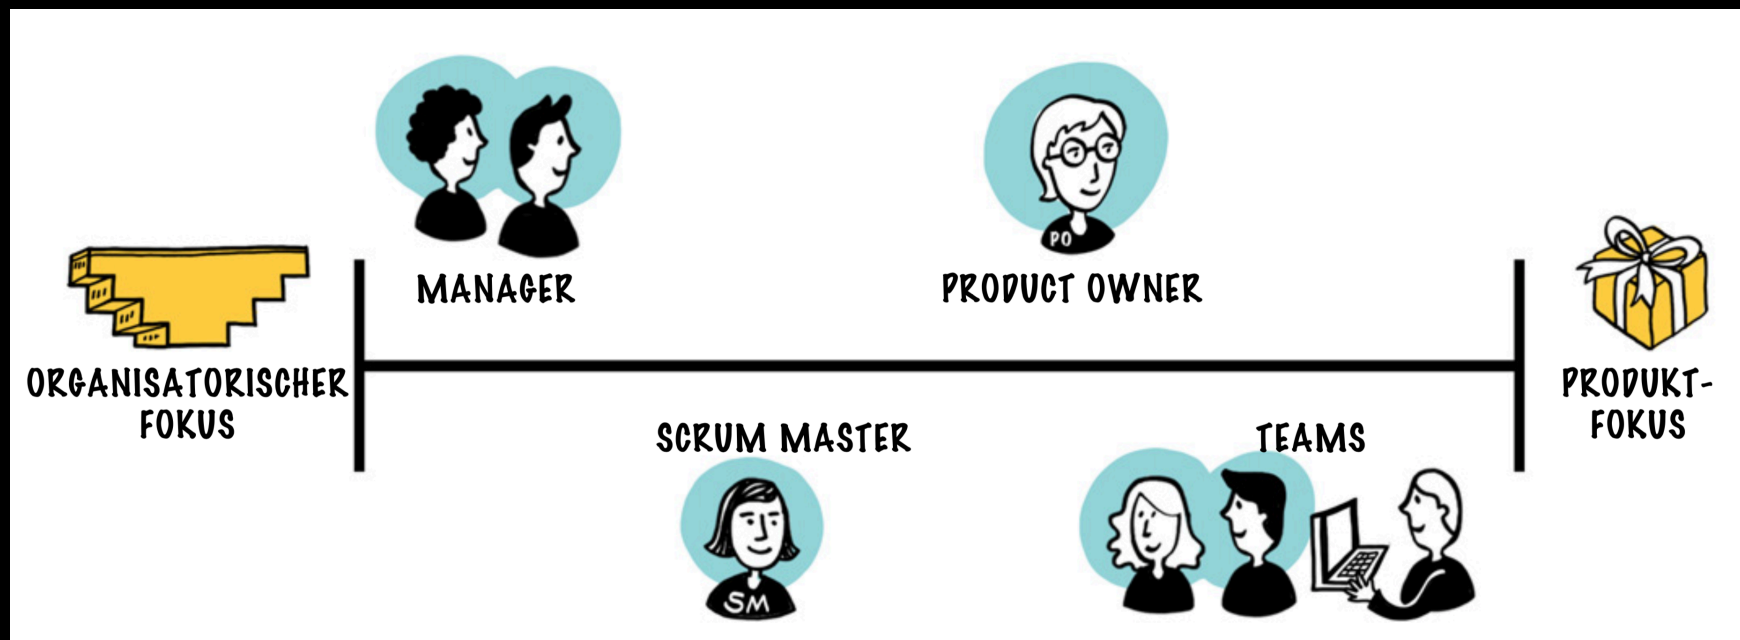 MANAGER
PRODUCT OWNER
PO
ORGANISATORISCHER
FOKUS
PRODUKT-
FOKUS
SCRUM MASTER
TEAMS
SM